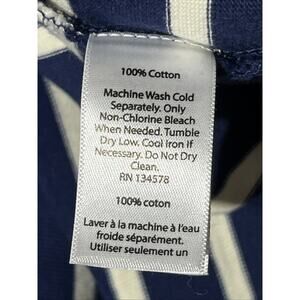 100% Cotton
Machine Wash Cold
Separately. Only
Non-Chlorine Bleach
When Needed. Tumble
Dry Low. Cool Iron if
Necessary. Do Not Dry
Clean.
RN 134578
100% coton
Laver à la machine à l'eau
froide séparément.
Utiliser seulement un